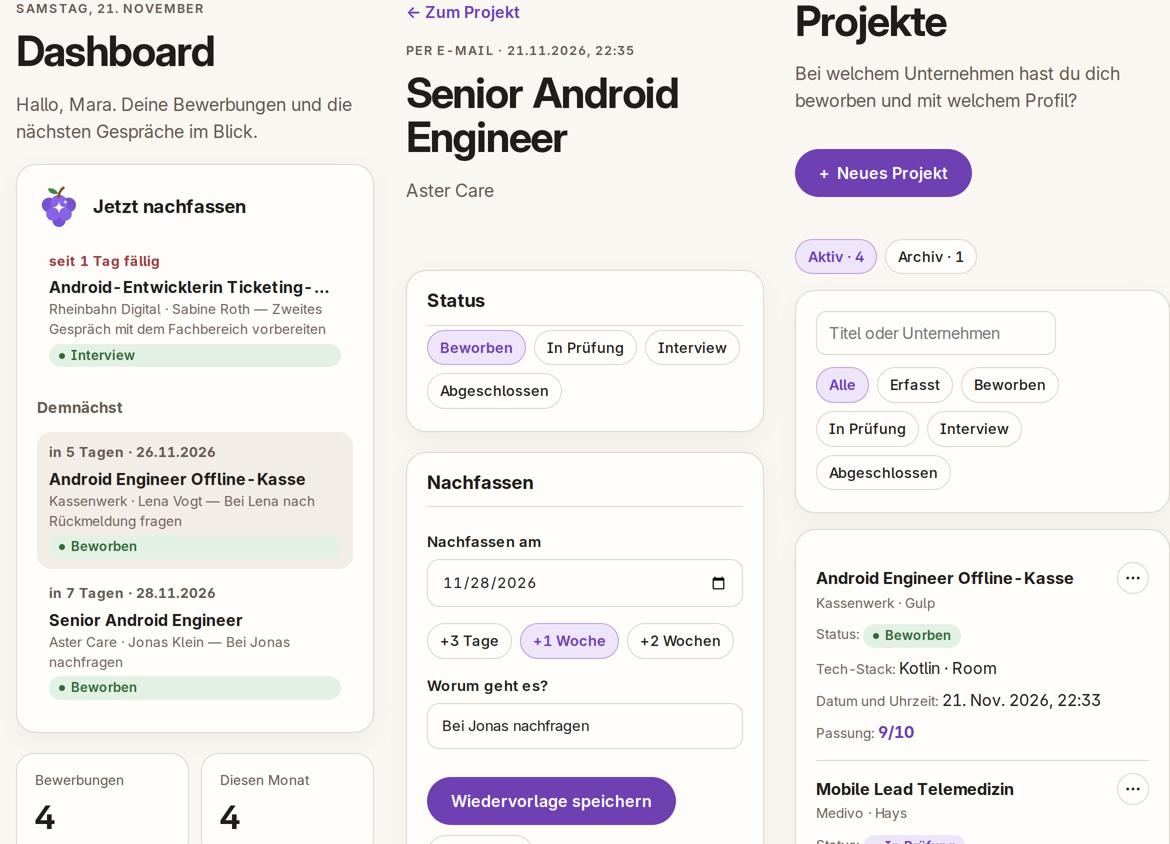 SAMSTAG, 21. NOVEMBER
Dashboard
Hallo, Mara. Deine Bewerbungen und die
nächsten Gespräche im Blick.
Jetzt nachfassen
seit 1 Tag fällig
Android-Entwicklerin Ticketing-…
Rheinbahn Digital · Sabine Roth — Zweites
Gespräch mit dem Fachbereich vorbereiten
• Interview
Demnächst
in 5 Tagen · 26.11.2026
Android Engineer Offline-Kasse
Kassenwerk · Lena Vogt — Bei Lena nach
Rückmeldung fragen
• Beworben
in 7 Tagen · 28.11.2026
Senior Android Engineer
Aster Care · Jonas Klein — Bei Jonas
nachfragen
• Beworben
Bewerbungen
4
Diesen Monat
4
← Zum Projekt
PER E-MAIL · 21.11.2026, 22:35
Senior Android
Engineer
Aster Care
Status
Beworben
In Prüfung
Interview
Abgeschlossen
Nachfassen
Nachfassen am
11/28/2026
+3 Tage
+1 Woche
+2 Wochen
Worum geht es?
Bei Jonas nachfragen
Wiedervorlage speichern
Projekte
Bei welchem Unternehmen hast du dich
beworben und mit welchem Profil?
+ Neues Projekt
Aktiv · 4
Archiv · 1
Titel oder Unternehmen
Alle
Erfasst
Beworben
In Prüfung
Interview
Abgeschlossen
Android Engineer Offline-Kasse
Kassenwerk · Gulp
Status: • Beworben
Tech-Stack: Kotlin · Room
Datum und Uhrzeit: 21. Nov. 2026, 22:33
Passung: 9/10
Mobile Lead Telemedizin
Medivo · Hays
Status: • In Prüfung